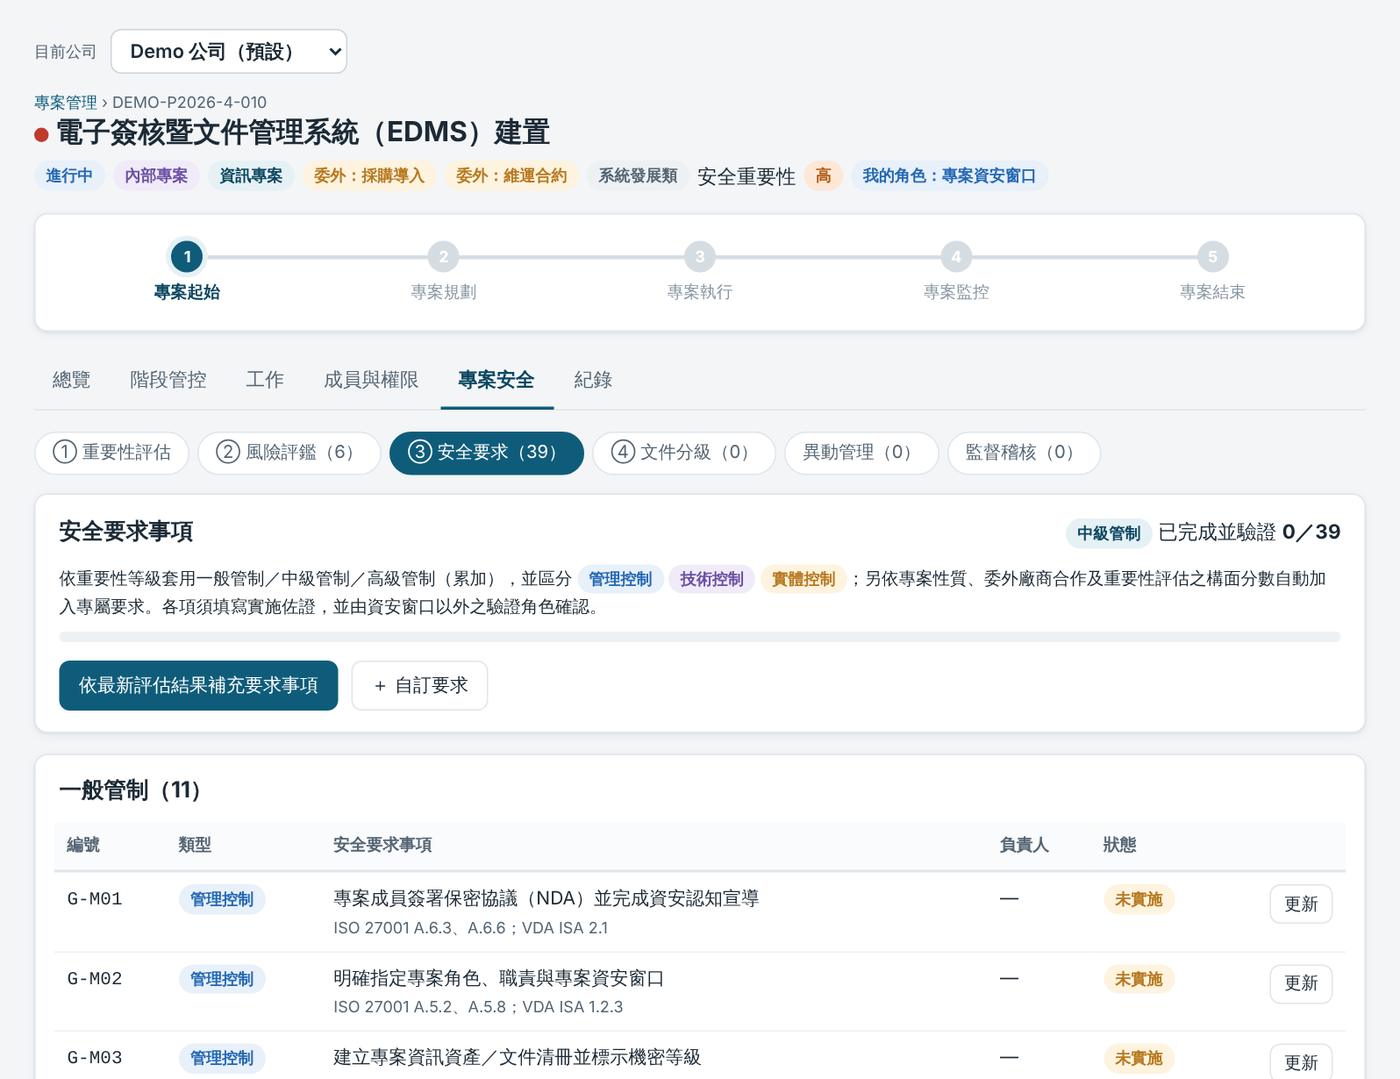 目前公司 Demo 公司（預設）
專案管理 › DEMO-P2026-4-010
電子簽核暨文件管理系統（EDMS）建置
進行中 內部專案 資訊專案 委外：採購導入 委外：維運合約 系統發展類 安全重要性 高 我的角色：專案資安窗口
1 2 3 4 5
專案起始 專案規劃 專案執行 專案監控 專案結束
總覽 階段管控 工作 成員與權限 專案安全 紀錄
① 重要性評估 ② 風險評鑑（6） ③ 安全要求（39） ④ 文件分級（0） 異動管理（0） 監督稽核（0）
安全要求事項 中級管制 已完成並驗證 0／39
依重要性等級套用一般管制／中級管制／高級管制（累加），並區分 管理控制 技術控制 實體控制 ；另依專案性質、委外廠商合作及重要性評估之構面分數自動加
入專屬要求。各項須填寫實施佐證，並由資安窗口以外之驗證角色確認。
依最新評估結果補充要求事項 ＋ 自訂要求
一般管制（11）
編號 類型 安全要求事項 負責人 狀態
G-M01 管理控制 專案成員簽署保密協議（NDA）並完成資安認知宣導 — 未實施 更新
ISO 27001 A.6.3、A.6.6；VDA ISA 2.1
G-M02 管理控制 明確指定專案角色、職責與專案資安窗口 — 未實施 更新
ISO 27001 A.5.2、A.5.8；VDA ISA 1.2.3
G-M03 管理控制 建立專案資訊資產／文件清冊並標示機密等級 — 未實施 更新